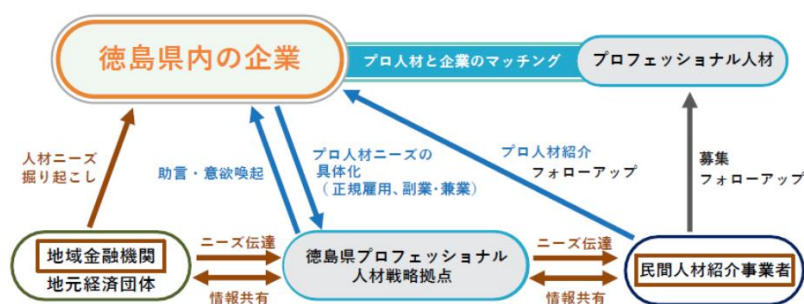 徳島県内の企業
プロ人材と企業のマッチング
プロフェッショナル人材
人材ニーズ
掘り起こし
助言・意欲喚起
プロ人材ニーズの
具体化
（正規雇用、副業・兼業）
プロ人材紹介
フォローアップ
募集
フォローアップ
地域金融機関
地元経済団体
ニーズ伝達
情報共有
徳島県プロフェッショナル
人材戦略拠点
ニーズ伝達
情報共有
民間人材紹介事業者